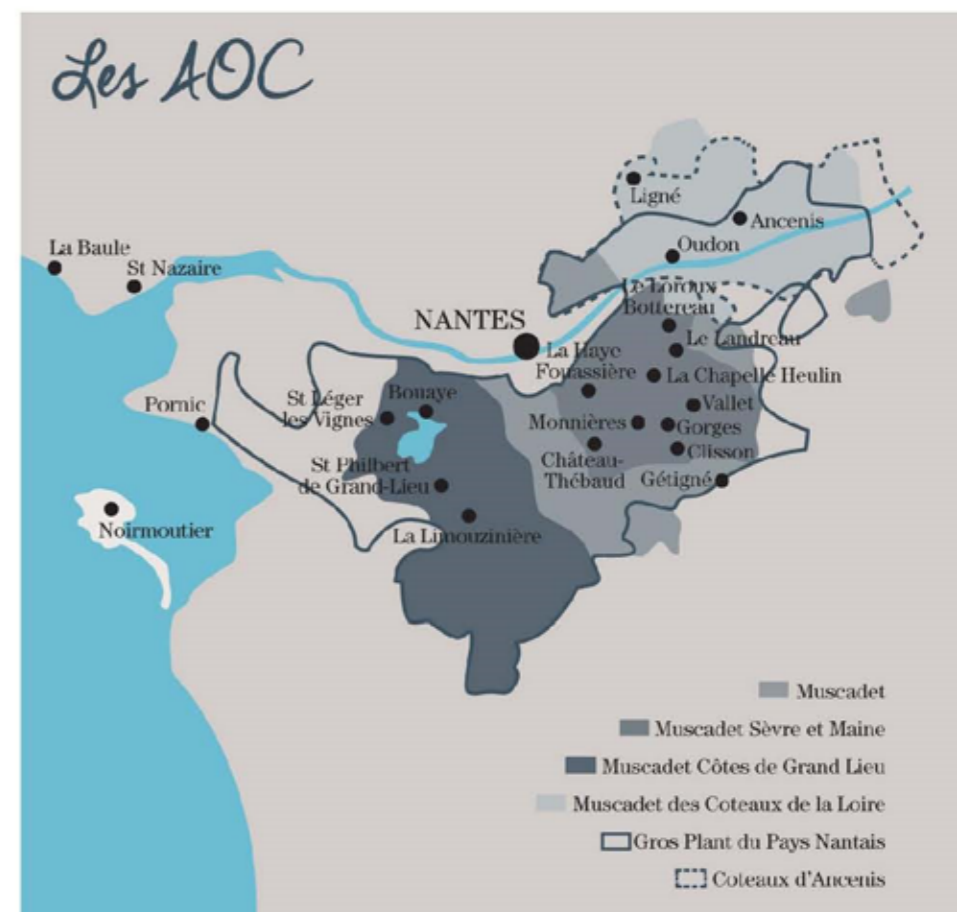 Les AOC
Ligné
Ancenis
Oudon
La Baule
St Nazaire
Le Loroux
Bottereau
NANTES
Le Landreau
La Haye
Fouassière
La Chapelle Heulin
St Léger
les Vignes
Bouaye
Pornic
Vallet
Monnières
Gorges
Château-
Thébaud
Clisson
St Philbert
de Grand-Lieu
Gétigné
Noirmoutier
La Limouzinière
Muscadet
Muscadet Sèvre et Maine
Muscadet Côtes de Grand Lieu
Muscadet des Coteaux de la Loire
Gros Plant du Pays Nantais
Coteaux d'Ancenis